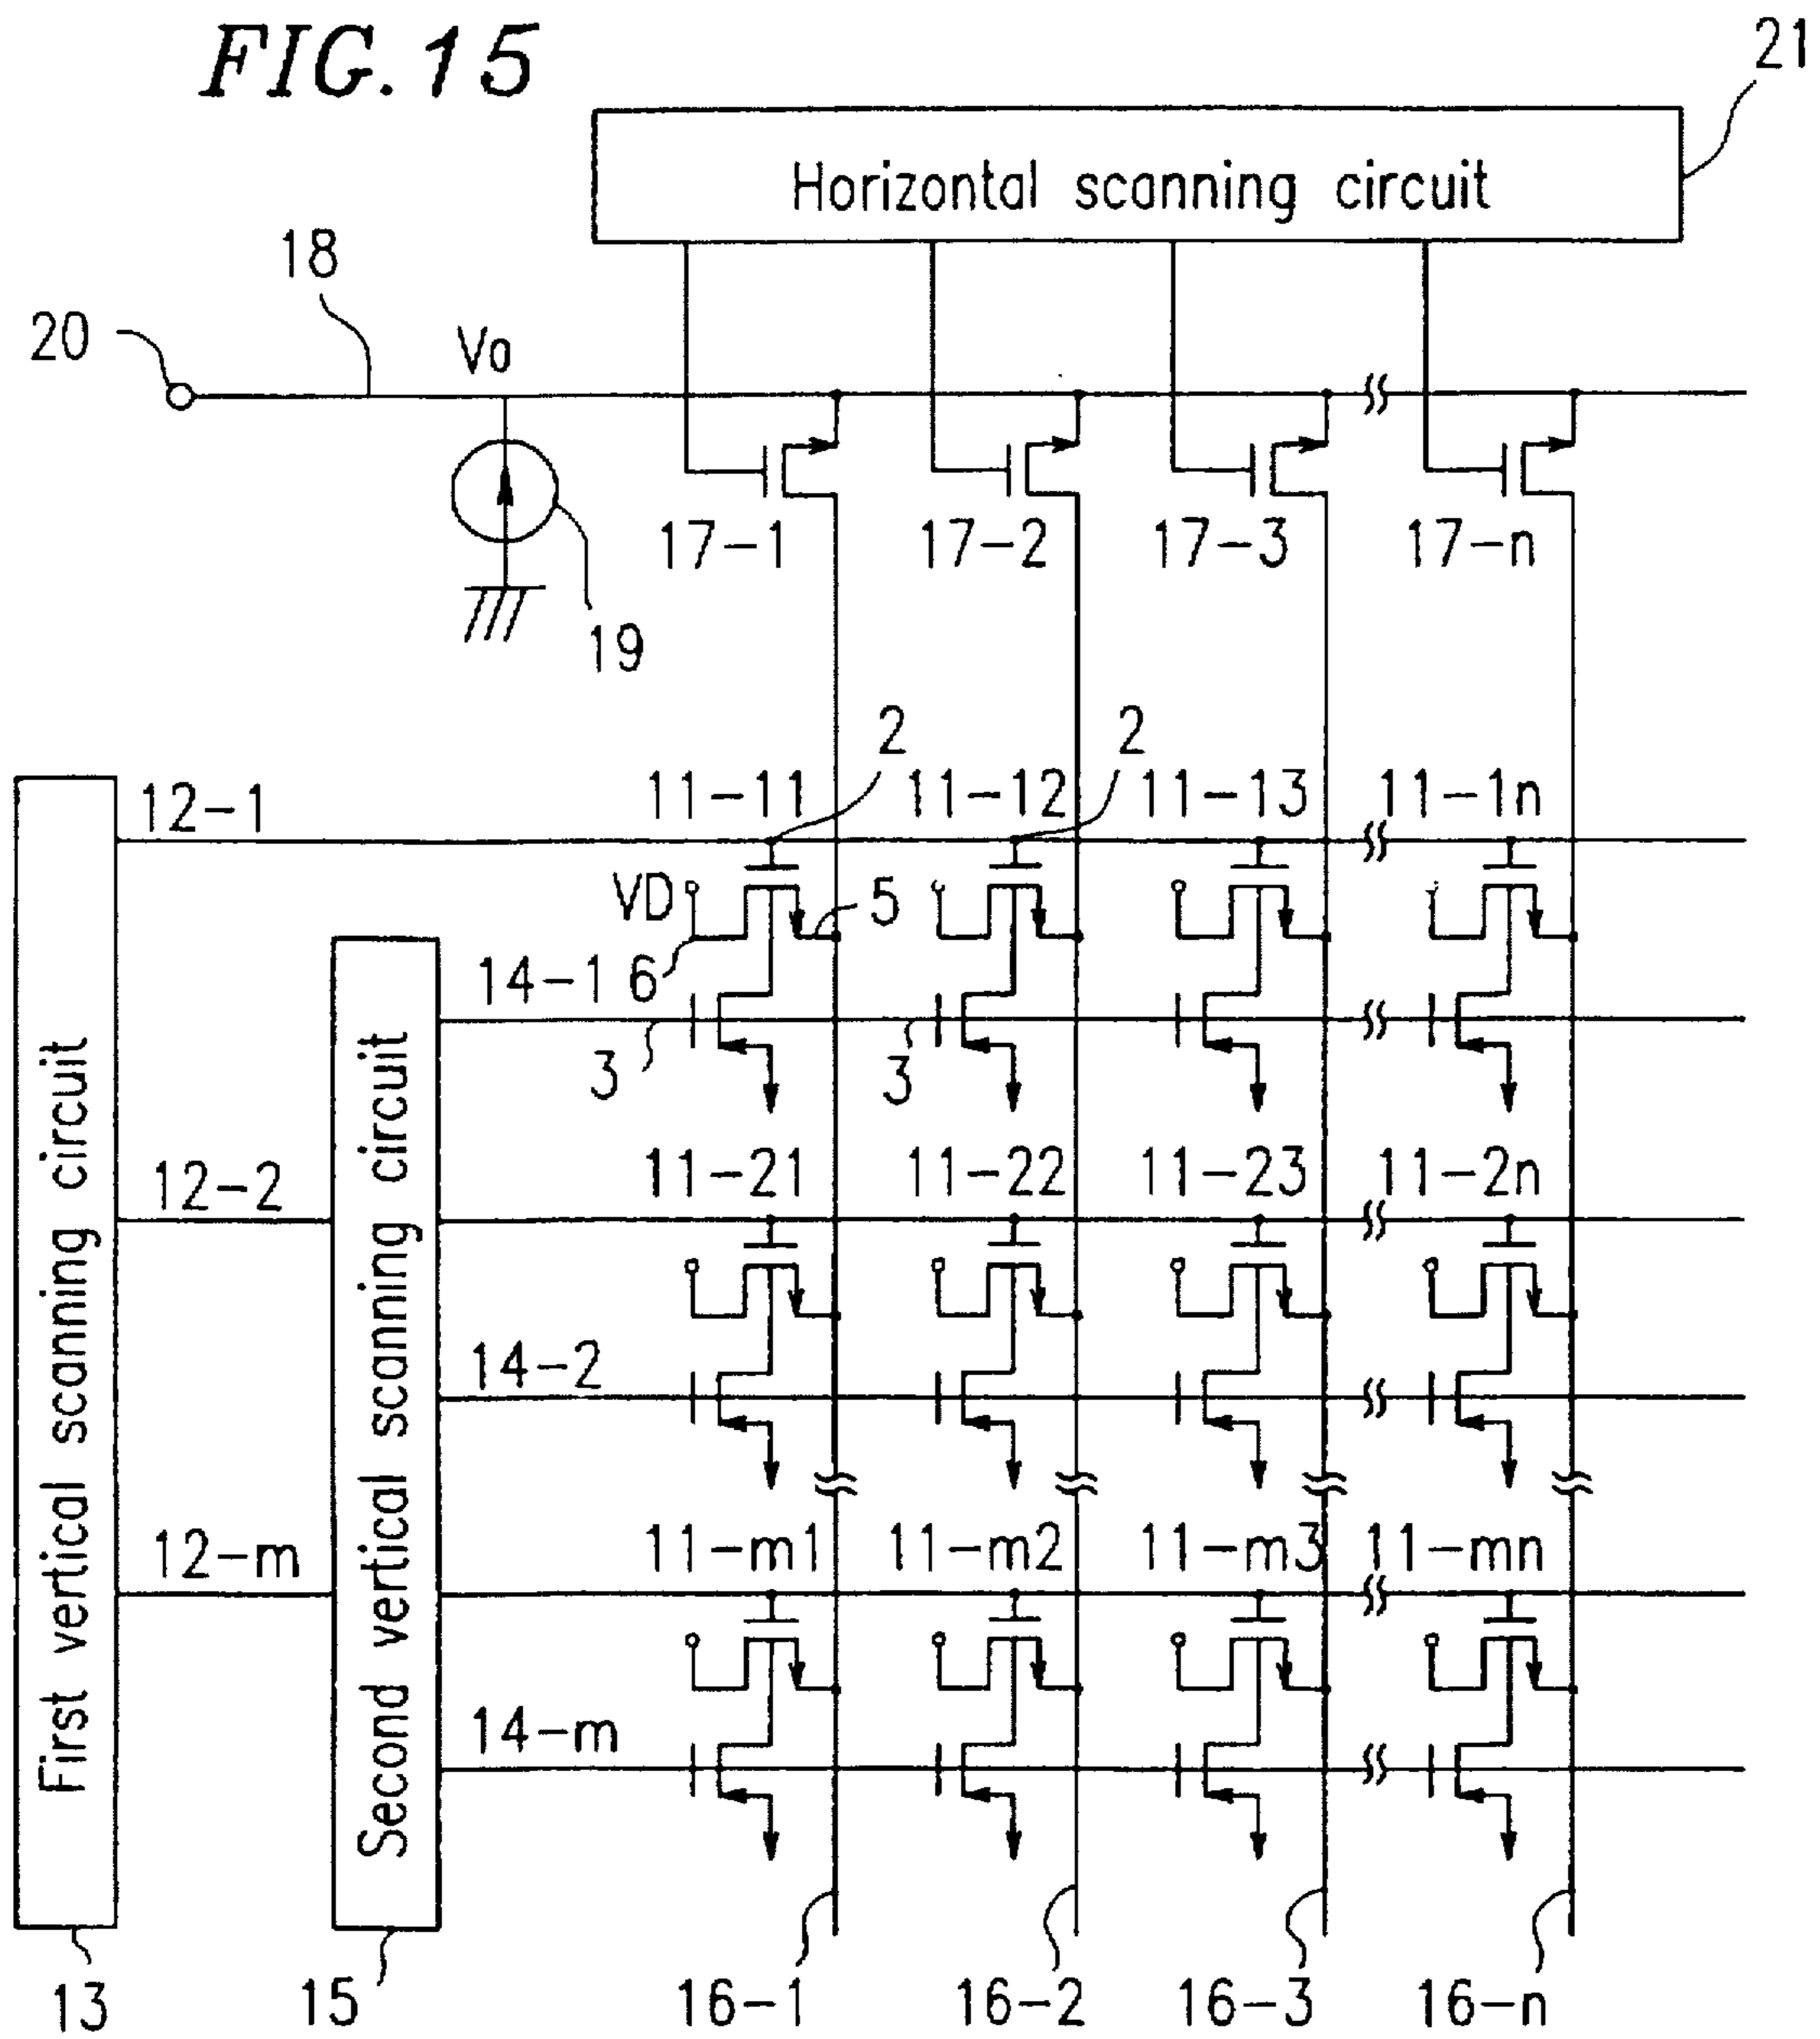 FIG.15
21
Horizontal scanning circuit
18
20
Vo
17-1 17-2 17-3 17-n
19
2 2
12-1 11-11 11-12 11-13 11-1n
VD 5
14-1 6
3 3
First vertical scanning circuit
Second vertical scanning circuit
12-2 11-21 11-22 11-23 11-2n
14-2
12-m 11-m1 11-m2 11-m3 11-mn
14-m
13 15 16-1 16-2 16-3 16-n